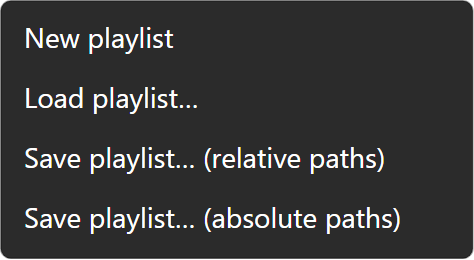 New playlist
Load playlist...
Save playlist... (relative paths)
Save playlist... (absolute paths)